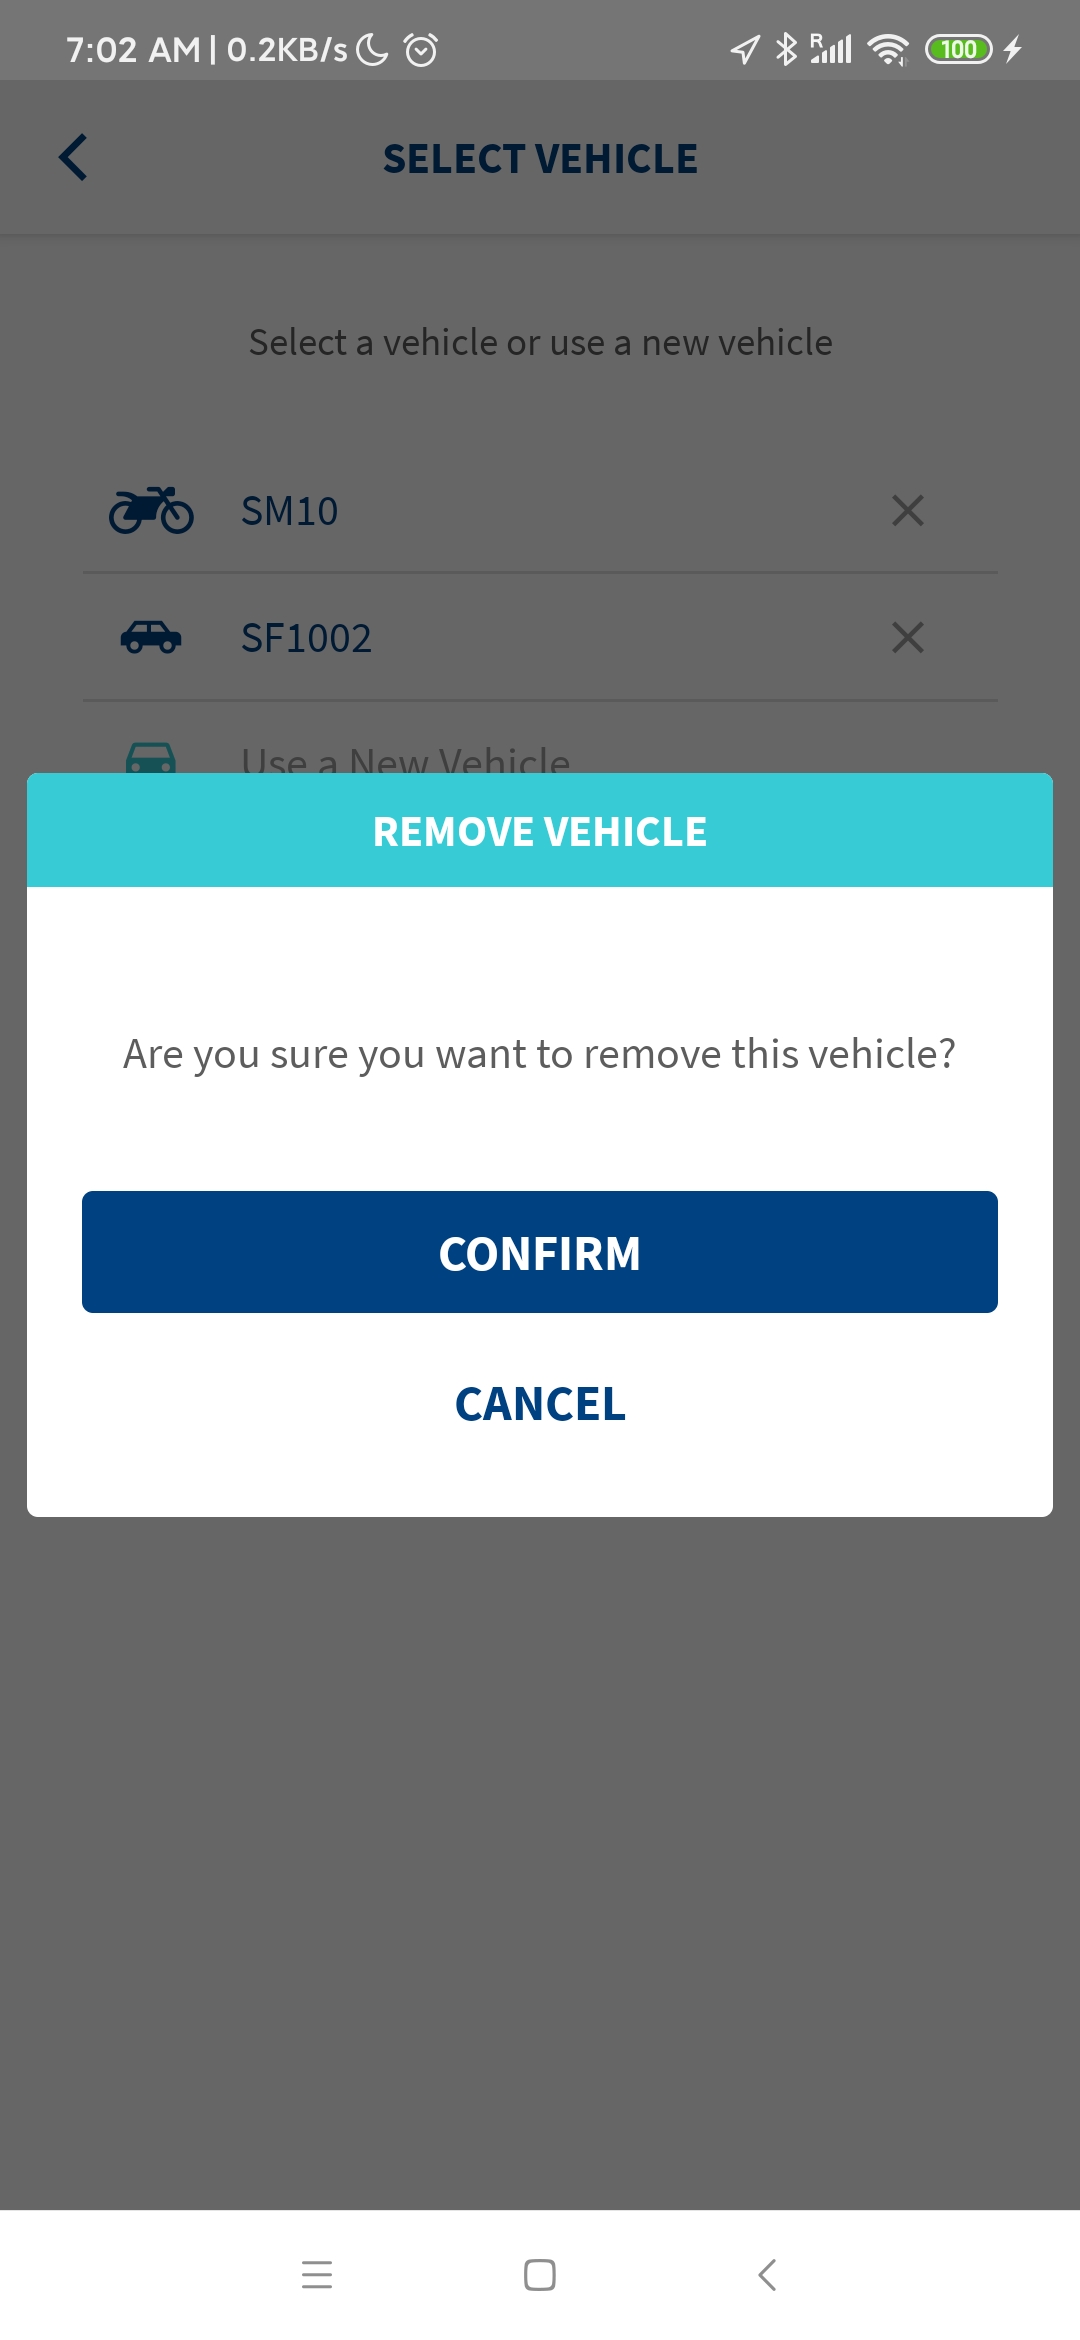 7:02 AM | 0.2KB/s
R
100
SELECT VEHICLE
Select a vehicle or use a new vehicle
SM10
SF1002
Use a New Vehicle
REMOVE VEHICLE
Are you sure you want to remove this vehicle?
CONFIRM
CANCEL